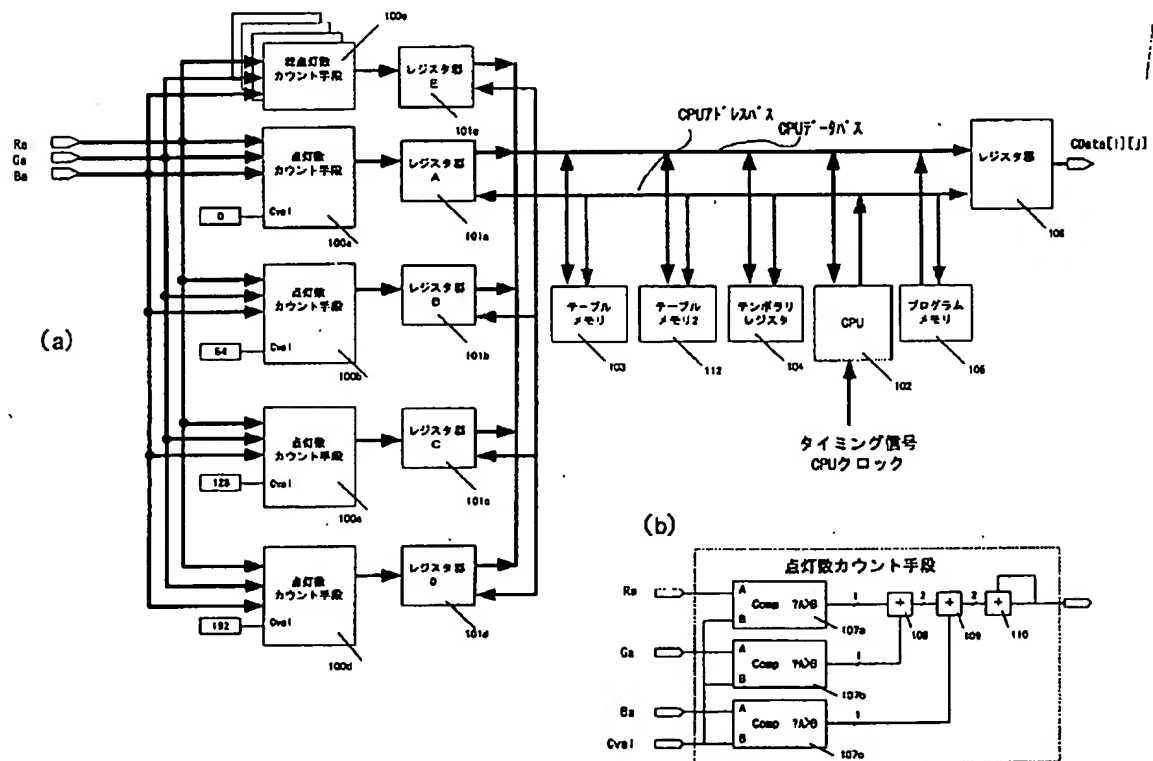 (a)
Ra
Ga
Ba
総点灯数
カウント手段
100e
レジスタ部
E
101e
点灯数
カウント手段
Cval
0
100a
レジスタ部
A
101a
点灯数
カウント手段
Cval
64
100b
レジスタ部
B
101b
点灯数
カウント手段
Cval
128
100c
レジスタ部
C
101c
点灯数
カウント手段
Cval
192
100d
レジスタ部
D
101d
CPUアドレスバス
CPUデータバス
レジスタ部
106
CData[i][j]
テーブル
メモリ
103
テーブル
メモリ2
112
テンポラリ
レジスタ
104
CPU
102
プログラム
メモリ
タイミング信号
CPUクロック
(b)
点灯数カウント手段
Ra
A
B
Comp ?A>B
107a
1
Ga
A
B
Comp ?A>B
107b
1
Ba
Cval
A
B
Comp ?A>B
107c
1
+
108
2
+
109
2
+
110